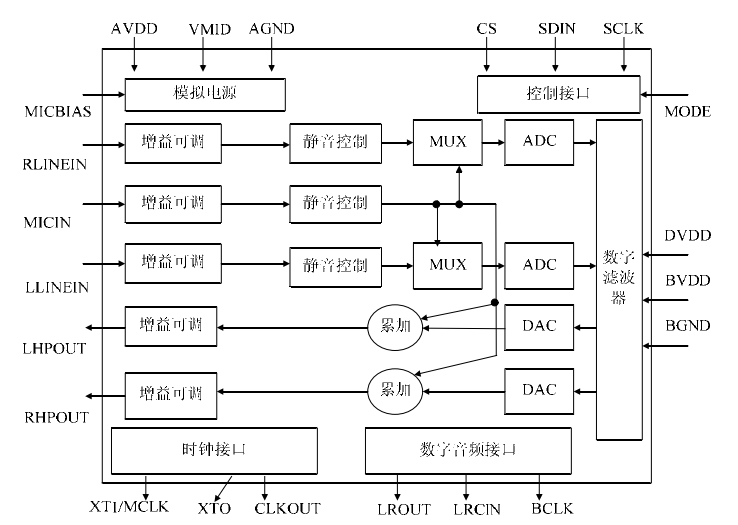 AVDD VMID AGND CS SDIN SCLK
模拟电源 控制接口
MICBIAS MODE
增益可调 静音控制 MUX ADC
RLINEIN
增益可调 静音控制
MICIN
DVDD
增益可调 静音控制 MUX ADC 数字滤波器
LLINEIN BVDD
增益可调 累加 DAC BGND
LHPOUT
增益可调 累加 DAC
RHPOUT
时钟接口 数字音频接口
XTI/MCLK XTO CLKOUT LROUT LRCIN BCLK